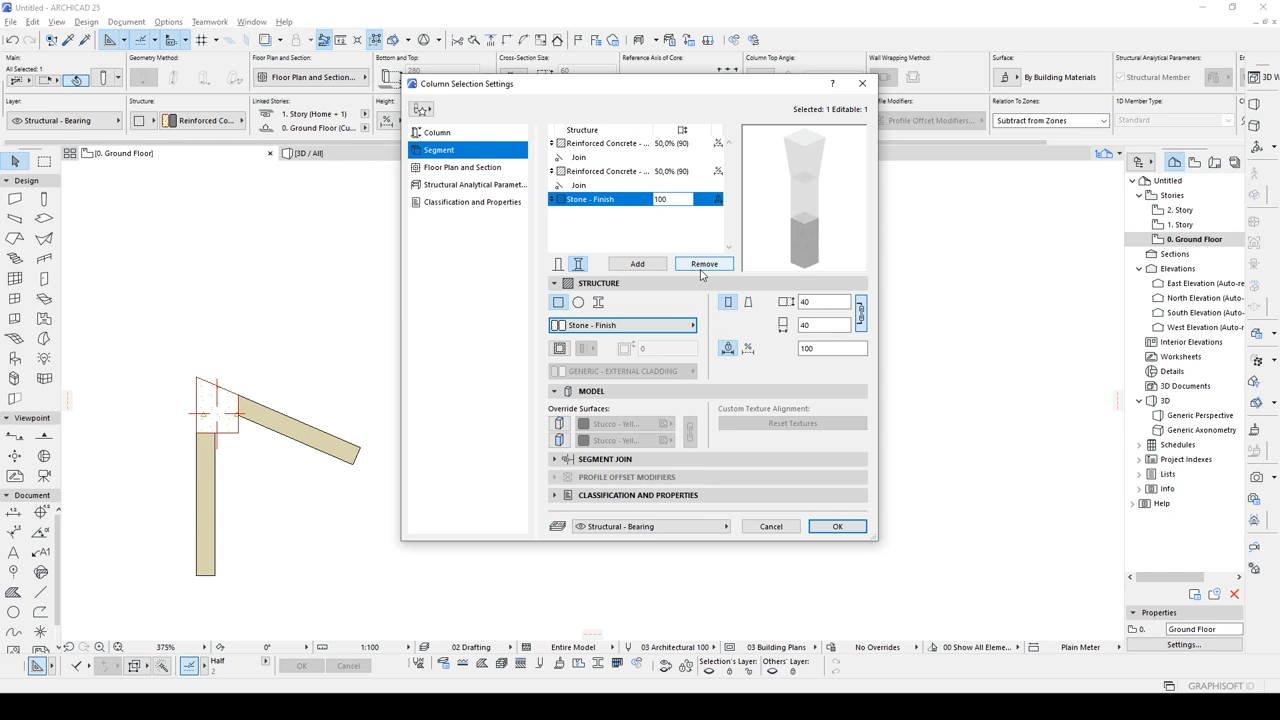 Untitled - ARCHICAD 25
File Edit View Design Document Options Teamwork Window Help
Main:
All Selected: 1
Geometry Method:
Floor Plan and Section:
Floor Plan and Section...
Bottom and Top:
280
Cross-Section Size:
60
Reference Axis of Core:
Column Top Angle:
Wall Wrapping Method:
Surface:
By Building Materials
Structural Analytical Parameters:
Structural Member
3D V
Layer:
Structural - Bearing
Structure:
Reinforced Co...
Linked Stories:
1. Story (Home + 1)
0. Ground Floor (Cu...
Height:
Profile Offset Modifiers...
Relation To Zones:
Subtract from Zones
1D Member Type:
Standard
[0. Ground Floor]
[3D / All]
Design
Viewport
Document
Column Selection Settings
?
Selected: 1 Editable: 1
Column
Segment
Floor Plan and Section
Structural Analytical Paramet...
Classification and Properties
Structure
Reinforced Concrete - ... 50,0% (90)
Join
Reinforced Concrete - ... 50,0% (90)
Join
Stone - Finish 100
Add
Remove
STRUCTURE
40
Stone - Finish
40
0
100
GENERIC - EXTERNAL CLADDING
MODEL
Override Surfaces:
Custom Texture Alignment:
Stucco - Yell...
Reset Textures
Stucco - Yell...
SEGMENT JOIN
PROFILE OFFSET MODIFIERS
CLASSIFICATION AND PROPERTIES
Structural - Bearing
Cancel
OK
Untitled
Stories
2. Story
1. Story
0. Ground Floor
Sections
Elevations
East Elevation (Auto-re
North Elevation (Auto-
South Elevation (Auto-
West Elevation (Auto-r
Interior Elevations
Worksheets
Details
3D Documents
3D
Generic Perspective
Generic Axonometry
Schedules
Project Indexes
Lists
Info
Help
Properties
0.
Ground Floor
Settings...
375%
0°
1:100
02 Drafting
Entire Model
03 Architectural 100
03 Building Plans
No Overrides
00 Show All Eleme...
Plain Meter
Half
2
OK
Cancel
Selection's Layer:
Others' Layer:
GRAPHISOFT ID